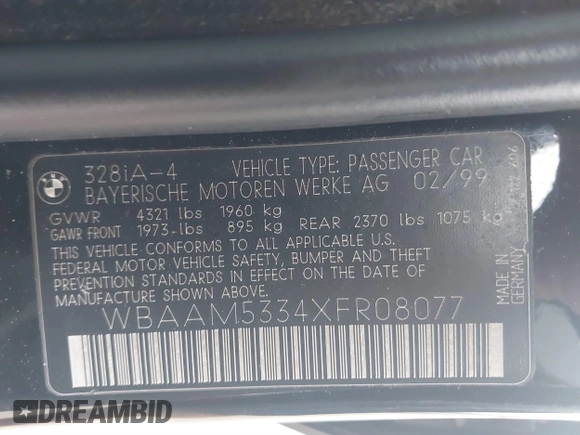 BMW
328iA-4 VEHICLE TYPE: PASSENGER CAR
BAYERISCHE MOTOREN WERKE AG 02/99
GVWR 4321 lbs 1960 kg
GAWR FRONT 1973-lbs 895 kg REAR 2370 lbs 1075 kg
THIS VEHICLE CONFORMS TO ALL APPLICABLE U.S.
FEDERAL MOTOR VEHICLE SAFETY, BUMPER AND THEFT
PREVENTION STANDARDS IN EFFECT ON THE DATE OF
MANUFACTURE SHOWN ABOVE.
WBAAM5334XFR08077
MADE IN
GERMANY
DREAMBID